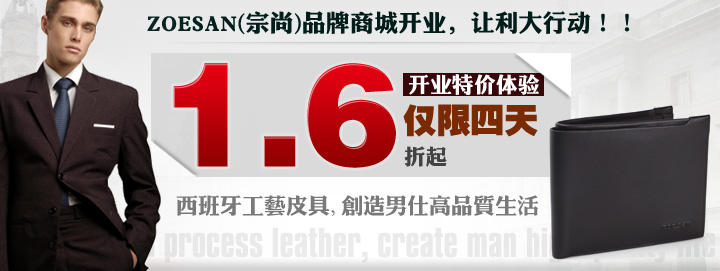 ZOESAN(宗尚)品牌商城开业，让利大行动！！
1.6
开业特价体验
仅限四天
折起
西班牙工藝皮具,創造男仕高品質生活
process leather, create man hi